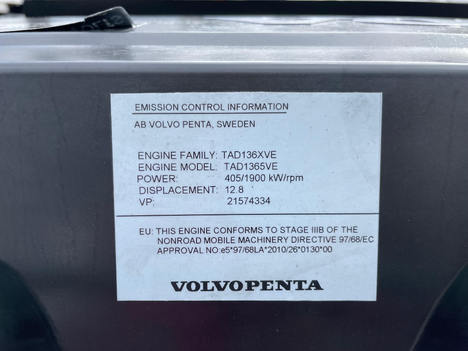 EMISSION CONTROL INFORMATION
AB VOLVO PENTA, SWEDEN
ENGINE FAMILY: TAD136XVE
ENGINE MODEL: TAD1365VE
POWER: 405/1900 kW/rpm
DISPLACEMENT: 12.8
VP: 21574334
EU: THIS ENGINE CONFORMS TO STAGE IIIB OF THE
NONROAD MOBILE MACHINERY DIRECTIVE 97/68/EC
APPROVAL NO:e5*97/68LA*2010/26*0130*00
VOLVO PENTA